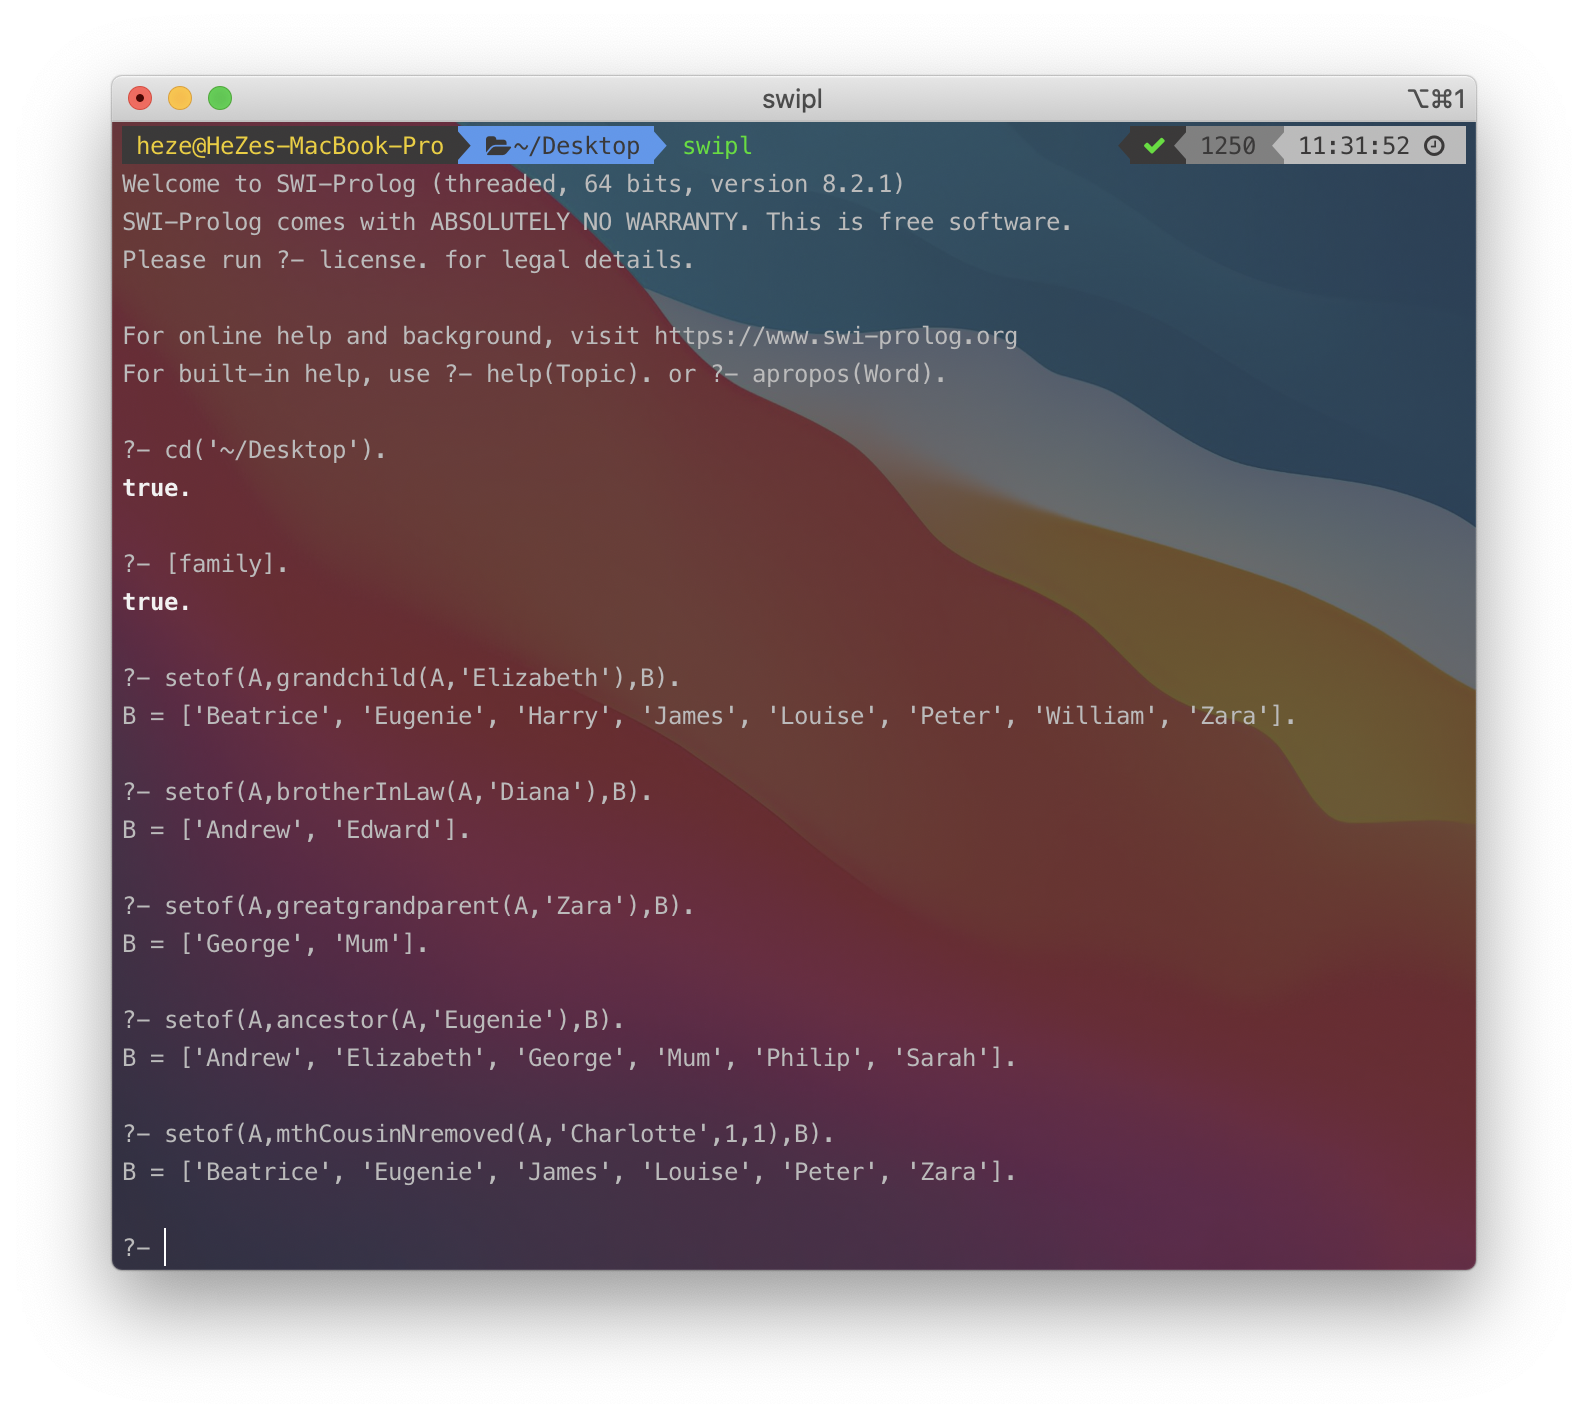 swipl
⌥⌘1
heze@HeZes-MacBook-Pro ~/Desktop swipl ✔ 1250 11:31:52
Welcome to SWI-Prolog (threaded, 64 bits, version 8.2.1)
SWI-Prolog comes with ABSOLUTELY NO WARRANTY. This is free software.
Please run ?- license. for legal details.
For online help and background, visit https://www.swi-prolog.org
For built-in help, use ?- help(Topic). or ?- apropos(Word).
?- cd('~/Desktop').
true.
?- [family].
true.
?- setof(A,grandchild(A,'Elizabeth'),B).
B = ['Beatrice', 'Eugenie', 'Harry', 'James', 'Louise', 'Peter', 'William', 'Zara'].
?- setof(A,brotherInLaw(A,'Diana'),B).
B = ['Andrew', 'Edward'].
?- setof(A,greatgrandparent(A,'Zara'),B).
B = ['George', 'Mum'].
?- setof(A,ancestor(A,'Eugenie'),B).
B = ['Andrew', 'Elizabeth', 'George', 'Mum', 'Philip', 'Sarah'].
?- setof(A,mthCousinNremoved(A,'Charlotte',1,1),B).
B = ['Beatrice', 'Eugenie', 'James', 'Louise', 'Peter', 'Zara'].
?-